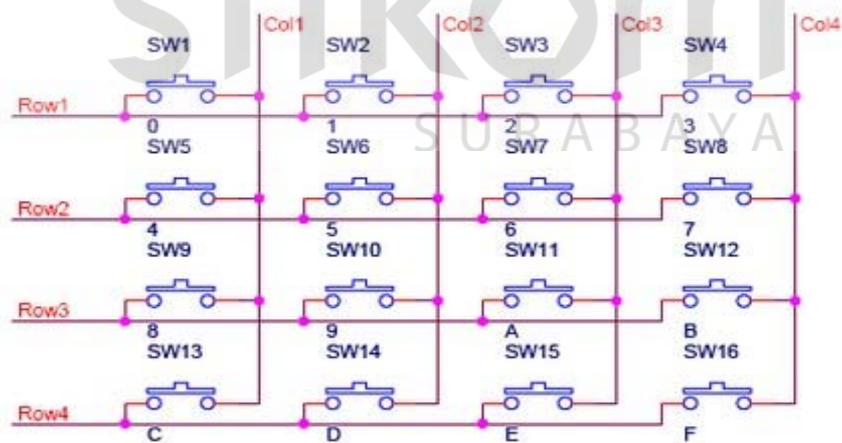 Col1 Col2 Col3 Col4
SW1 SW2 SW3 SW4
Row1
0 1 2 3
SURABAYA
SW5 SW6 SW7 SW8
Row2
4 5 6 7
SW9 SW10 SW11 SW12
Row3
8 9 A B
SW13 SW14 SW15 SW16
Row4
C D E F